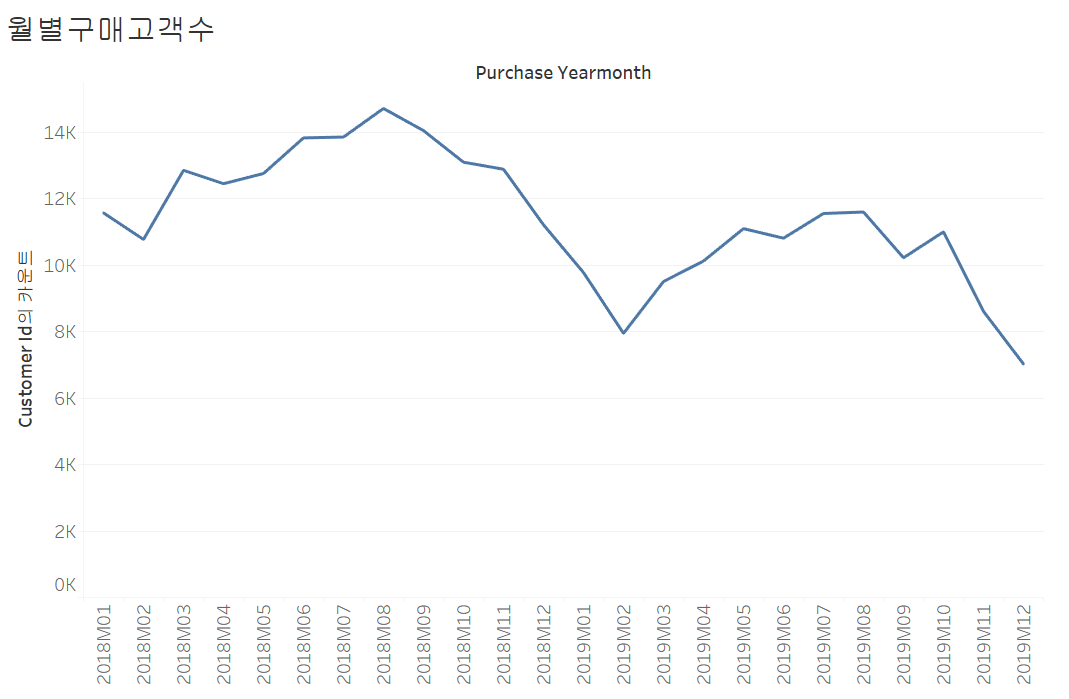 월별구매고객수
Purchase Yearmonth
Customer Id의 카운트
14K
12K
10K
8K
6K
4K
2K
0K
2018M01
2018M02
2018M03
2018M04
2018M05
2018M06
2018M07
2018M08
2018M09
2018M10
2018M11
2018M12
2019M01
2019M02
2019M03
2019M04
2019M05
2019M06
2019M07
2019M08
2019M09
2019M10
2019M11
2019M12